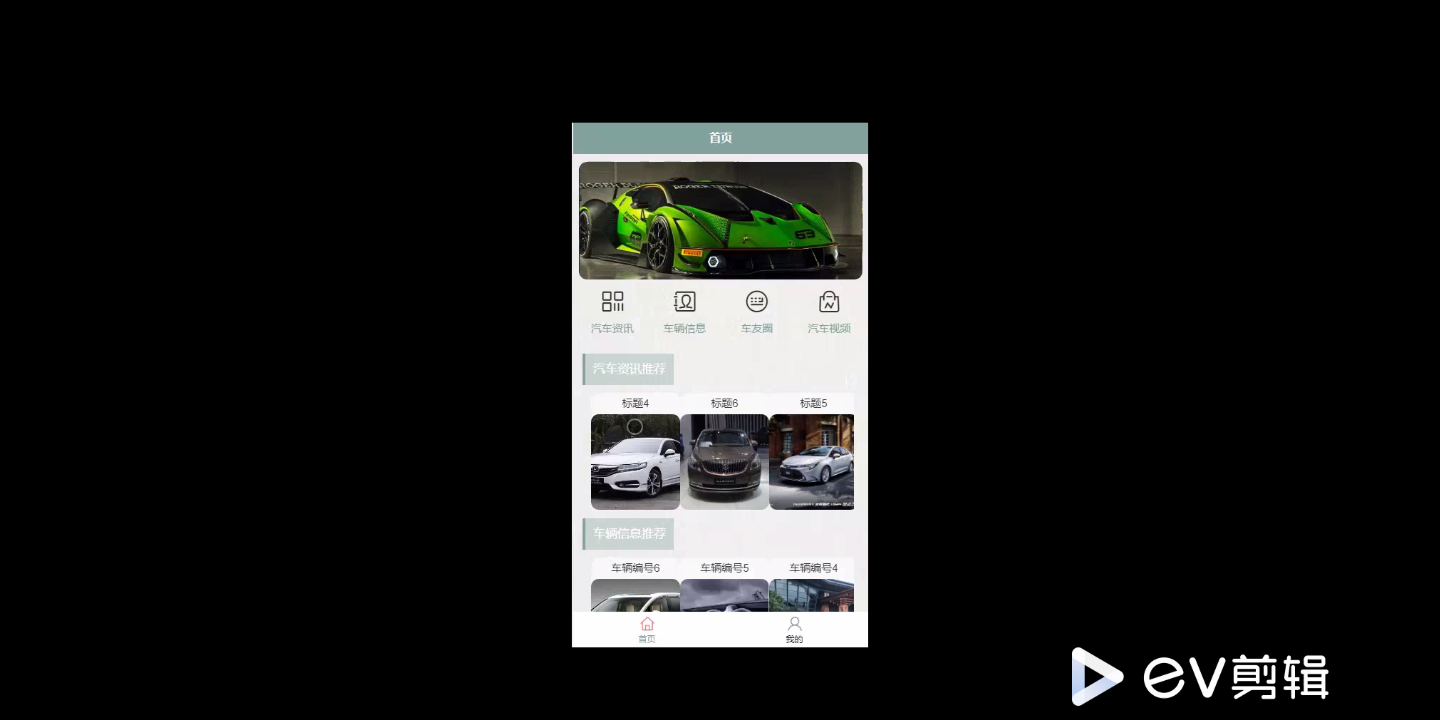 首页
63
汽车资讯
车辆信息
车友圈
汽车视频
汽车资讯推荐
标题4
标题6
标题5
车辆信息推荐
车辆编号6
车辆编号5
车辆编号4
首页
我的
EV剪辑